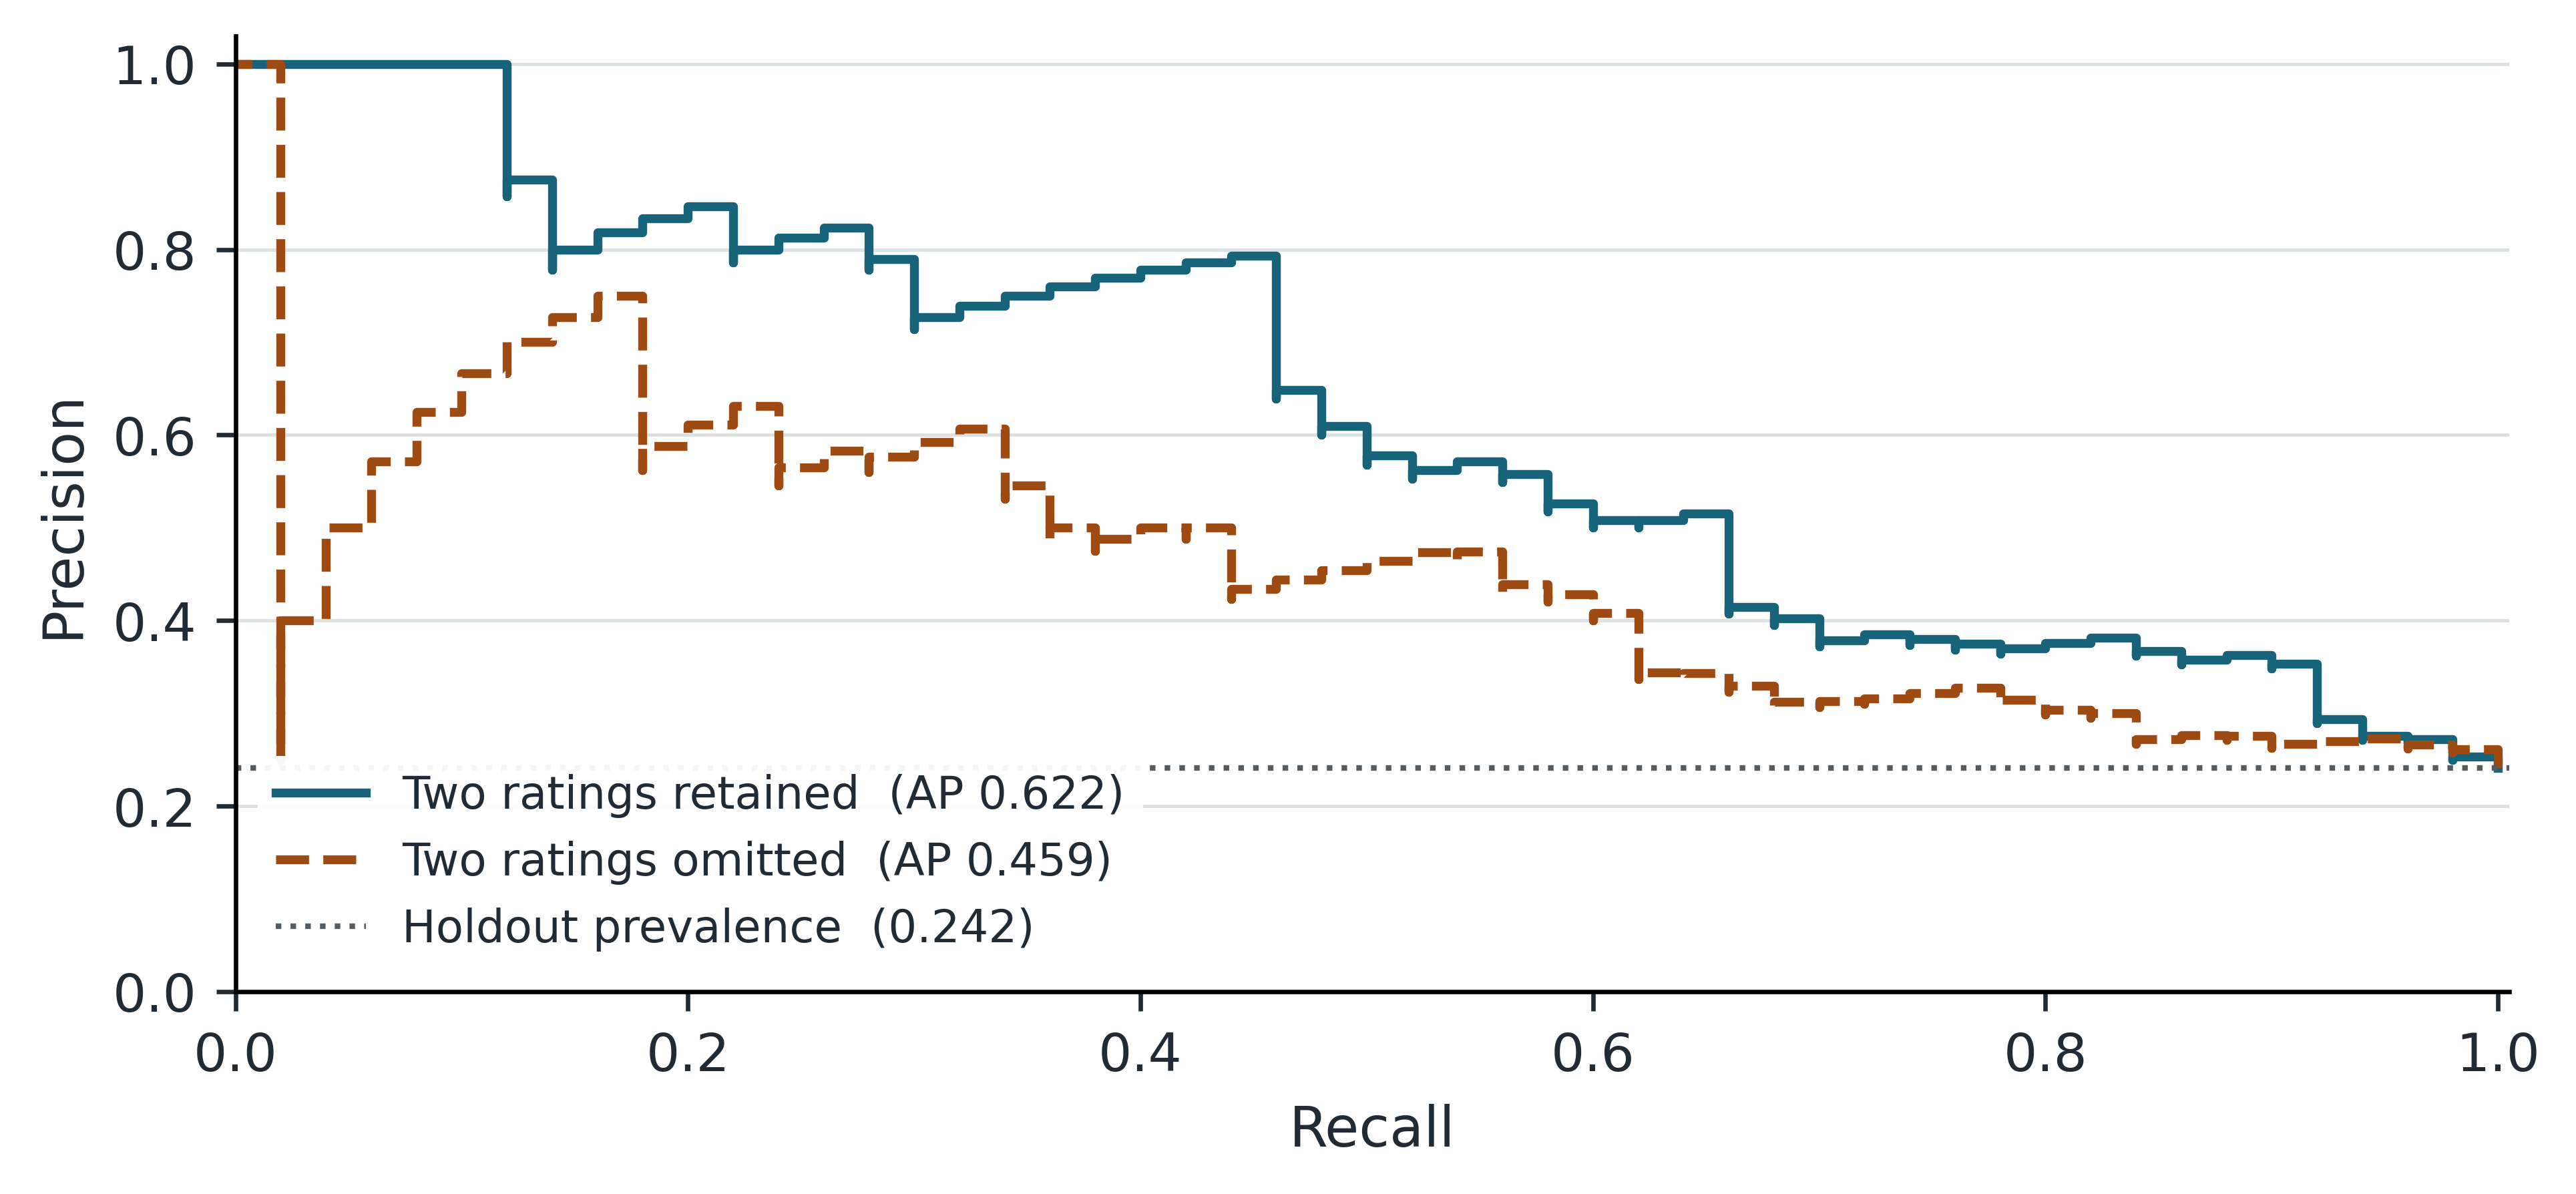 1.0
0.8
0.6
0.4
0.2
0.0
Precision
Two ratings retained (AP 0.622)
Two ratings omitted (AP 0.459)
Holdout prevalence (0.242)
0.0 0.2 0.4 0.6 0.8 1.0
Recall